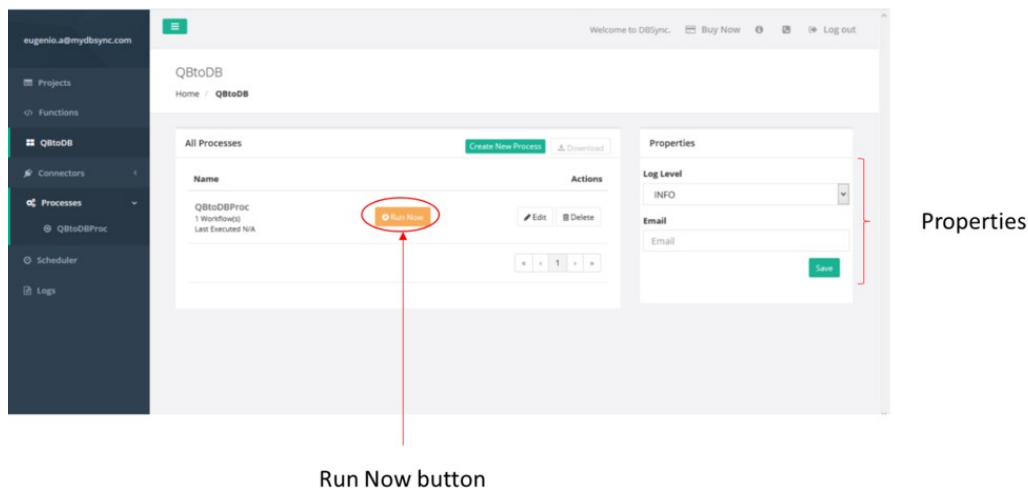 eugenio.a@mydbsync.com
Projects
Functions
QBtoDB
Connectors
Processes
QBtoDBProc
Scheduler
Logs
Welcome to DBSync. Buy Now Log out
QBtoDB
Home / QBtoDB
All Processes Create New Process Download
Name Actions
QBtoDBProc
1 Workflow(s)
Last Executed N/A
Run Now Edit Delete
« ‹ 1 › »
Properties
Log Level
INFO
Email
Email
Save
Properties
Run Now button